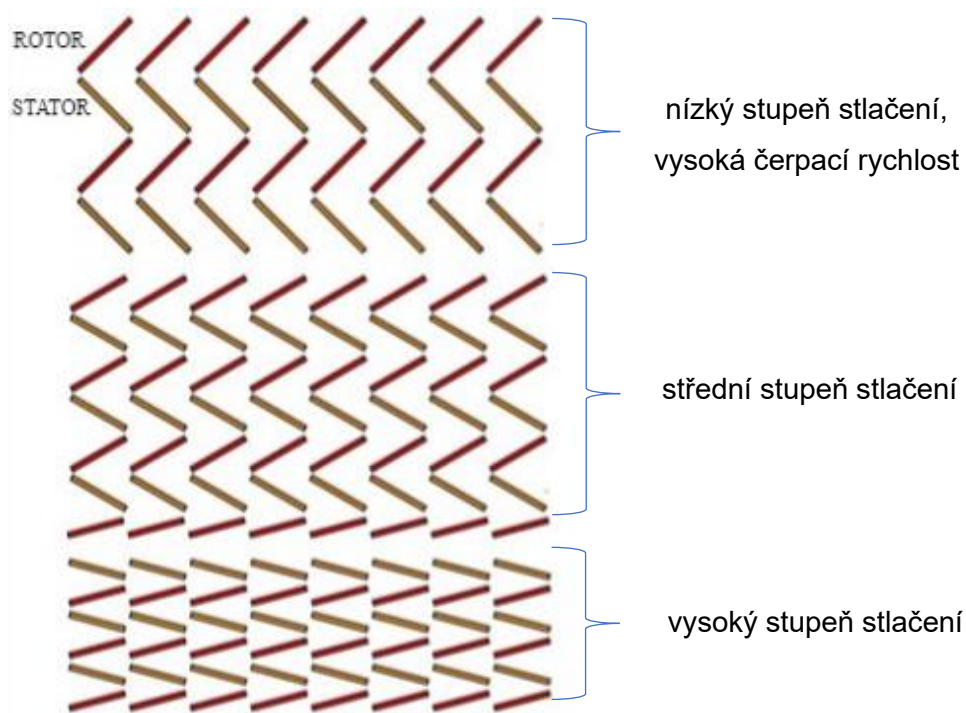 ROTOR
STATOR
nízký stupeň stlačení,
vysoká čerpací rychlost
střední stupeň stlačení
vysoký stupeň stlačení